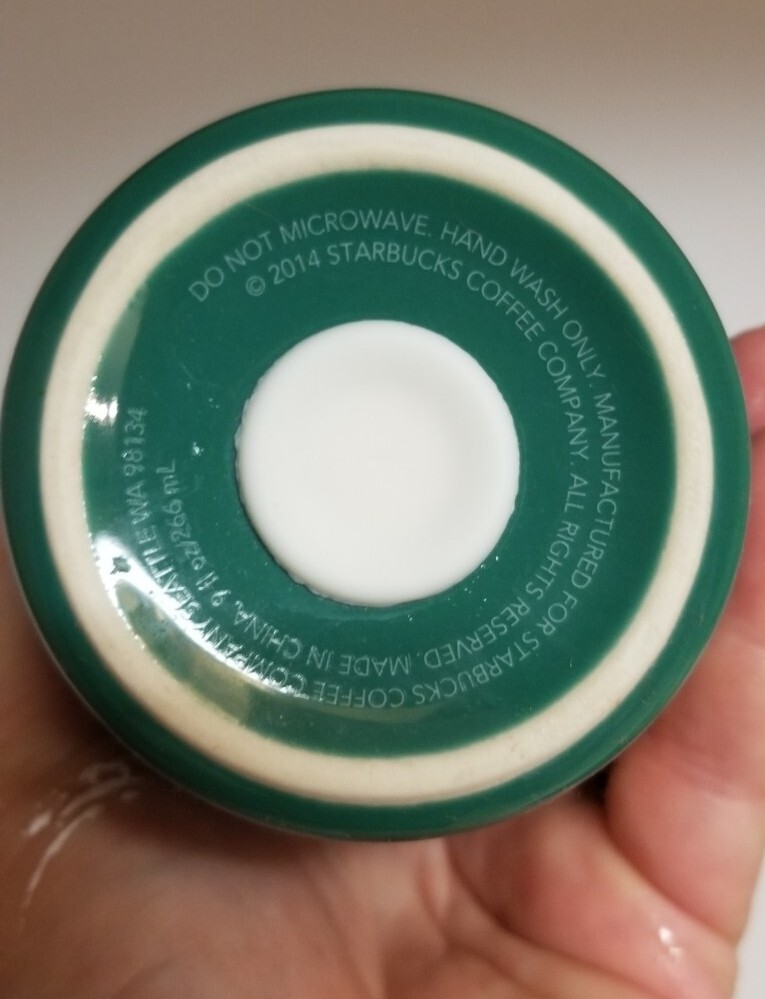 DO NOT MICROWAVE. HAND WASH ONLY. MANUFACTURED FOR STARBUCKS COFFEE COMPANY SEATTLE WA 98134
© 2014 STARBUCKS COFFEE COMPANY. ALL RIGHTS RESERVED. MADE IN CHINA. 9 fl oz/266 mL